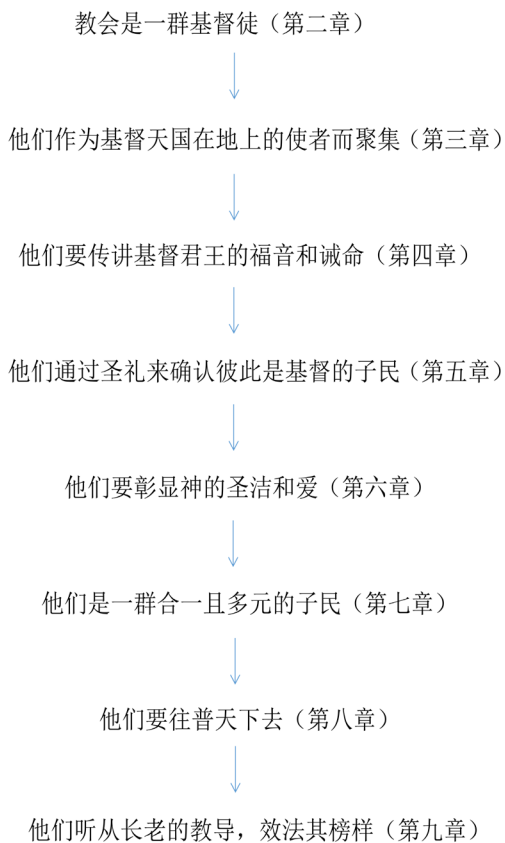 教会是一群基督徒（第二章）
他们作为基督天国在地上的使者而聚集（第三章）
他们要传讲基督君王的福音和诫命（第四章）
他们通过圣礼来确认彼此是基督的子民（第五章）
他们要彰显神的圣洁和爱（第六章）
他们是一群合一且多元的子民（第七章）
他们要往普天下去（第八章）
他们听从长老的教导，效法其榜样（第九章）